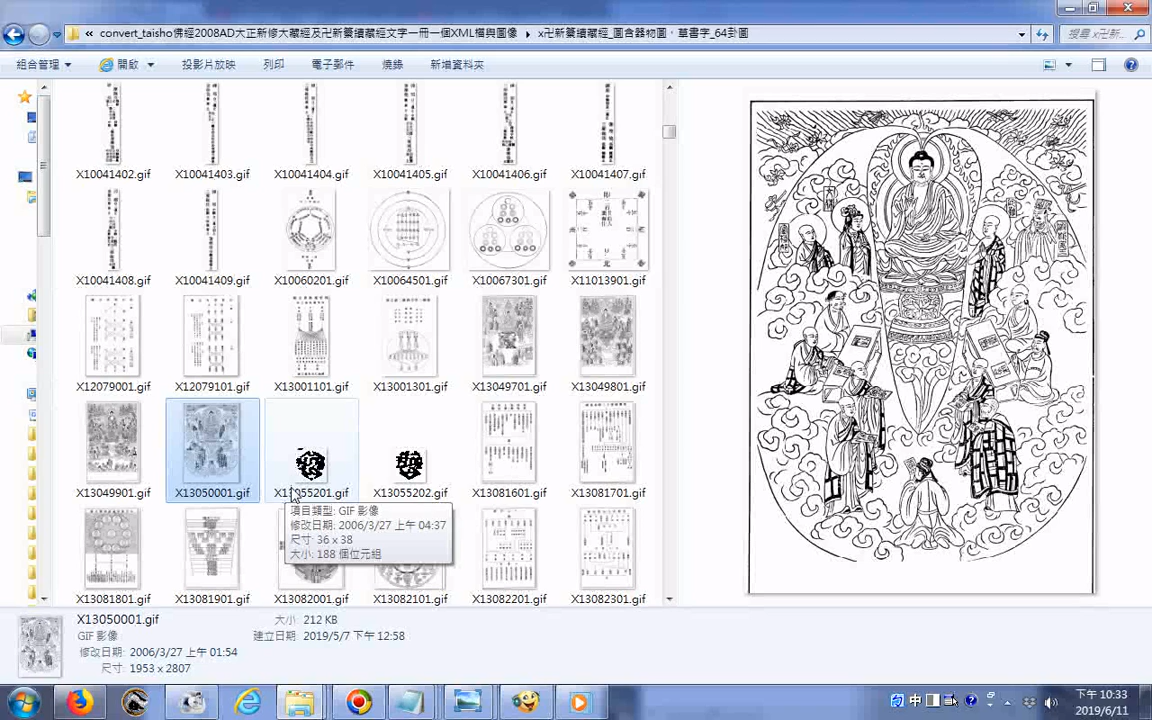 convert_taisho佛經2008AD大正新修大藏經及卍新纂續藏經文字一冊一個XML檔與圖像
x卍新纂續藏經_圖含器物圖，草書字_64卦圖
搜尋 x卍新...
組合管理
開啟
投影片放映
列印
電子郵件
燒錄
新增資料夾
X10041402.gif
X10041403.gif
X10041404.gif
X10041405.gif
X10041406.gif
X10041407.gif
X10041408.gif
X10041409.gif
X10060201.gif
X10064501.gif
X10067301.gif
X11013901.gif
X12079001.gif
X12079101.gif
X13001101.gif
X13001301.gif
X13049701.gif
X13049801.gif
X13049901.gif
X13050001.gif
X13055201.gif
X13055202.gif
X13081601.gif
X13081701.gif
項目類型: GIF 影像
修改日期: 2006/3/27 上午 04:37
尺寸: 36 x 38
大小: 188 個位元組
X13081801.gif
X13081901.gif
X13082001.gif
X13082101.gif
X13082201.gif
X13082301.gif
X13050001.gif
GIF 影像
修改日期: 2006/3/27 上午 01:54
尺寸: 1953 x 2807
大小: 212 KB
建立日期: 2019/5/7 下午 12:58
中
下午 10:33
2019/6/11